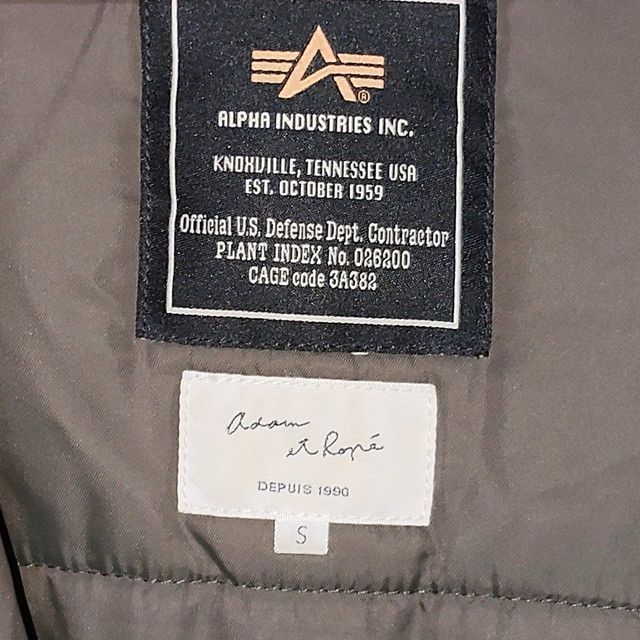 ®
ALPHA INDUSTRIES INC.
KNOXVILLE, TENNESSEE USA
EST. OCTOBER 1959
Official U.S. Defense Dept. Contractor
PLANT INDEX No. 026200
CAGE code 3A382
adam
et Ropé
DEPUIS 1990
S